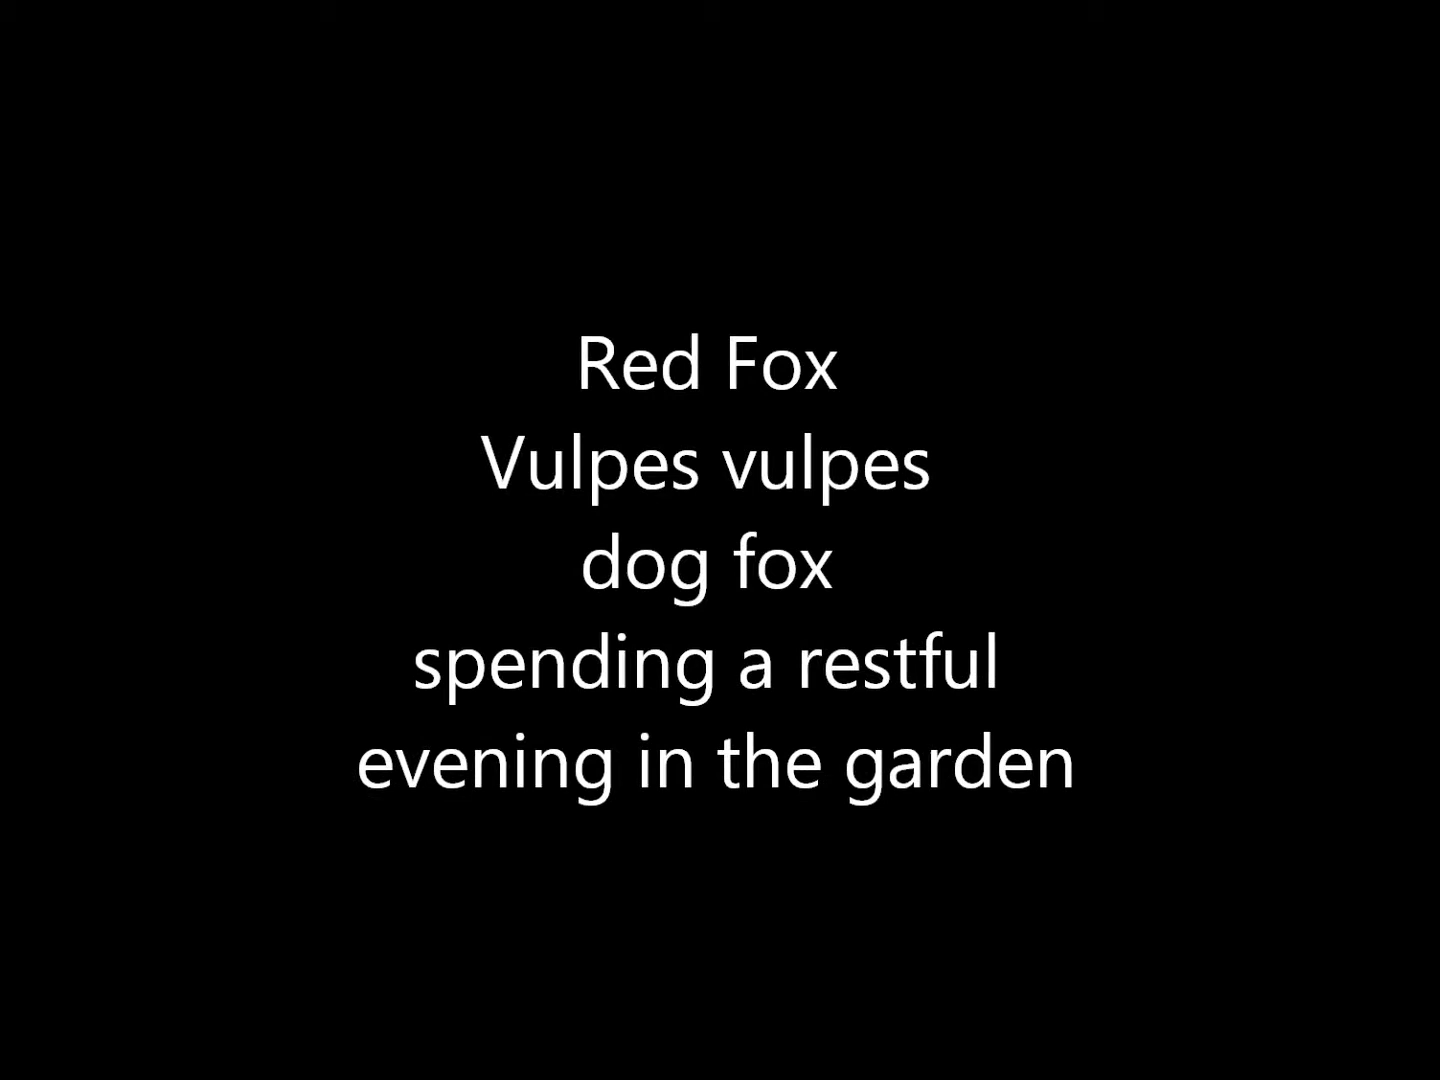 Red Fox
Vulpes vulpes
dog fox
spending a restful
evening in the garden